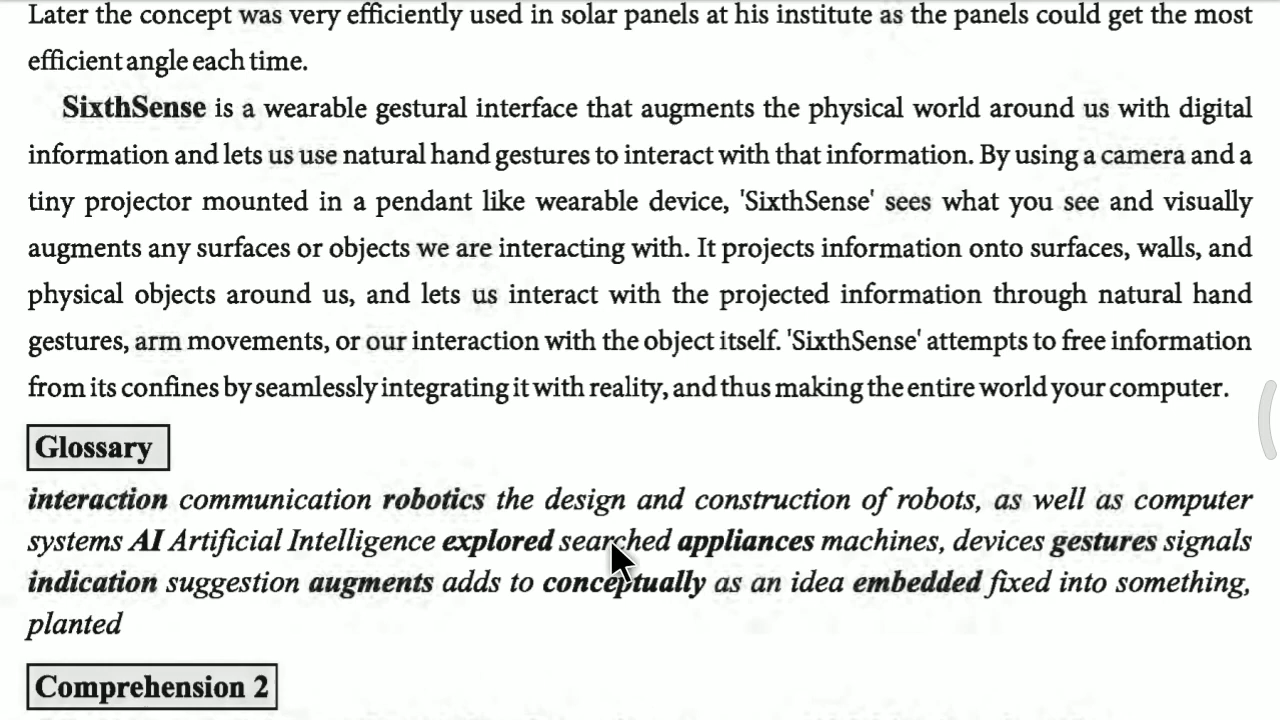 Later the concept was very efficiently used in solar panels at his institute as the panels could get the most
efficient angle each time.
SixthSense is a wearable gestural interface that augments the physical world around us with digital
information and lets us use natural hand gestures to interact with that information. By using a camera and a
tiny projector mounted in a pendant like wearable device, 'SixthSense' sees what you see and visually
augments any surfaces or objects we are interacting with. It projects information onto surfaces, walls, and
physical objects around us, and lets us interact with the projected information through natural hand
gestures, arm movements, or our interaction with the object itself. 'SixthSense' attempts to free information
from its confines by seamlessly integrating it with reality, and thus making the entire world your computer.
Glossary
interaction communication robotics the design and construction of robots, as well as computer
systems AI Artificial Intelligence explored searched appliances machines, devices gestures signals
indication suggestion augments adds to conceptually as an idea embedded fixed into something,
planted
Comprehension 2